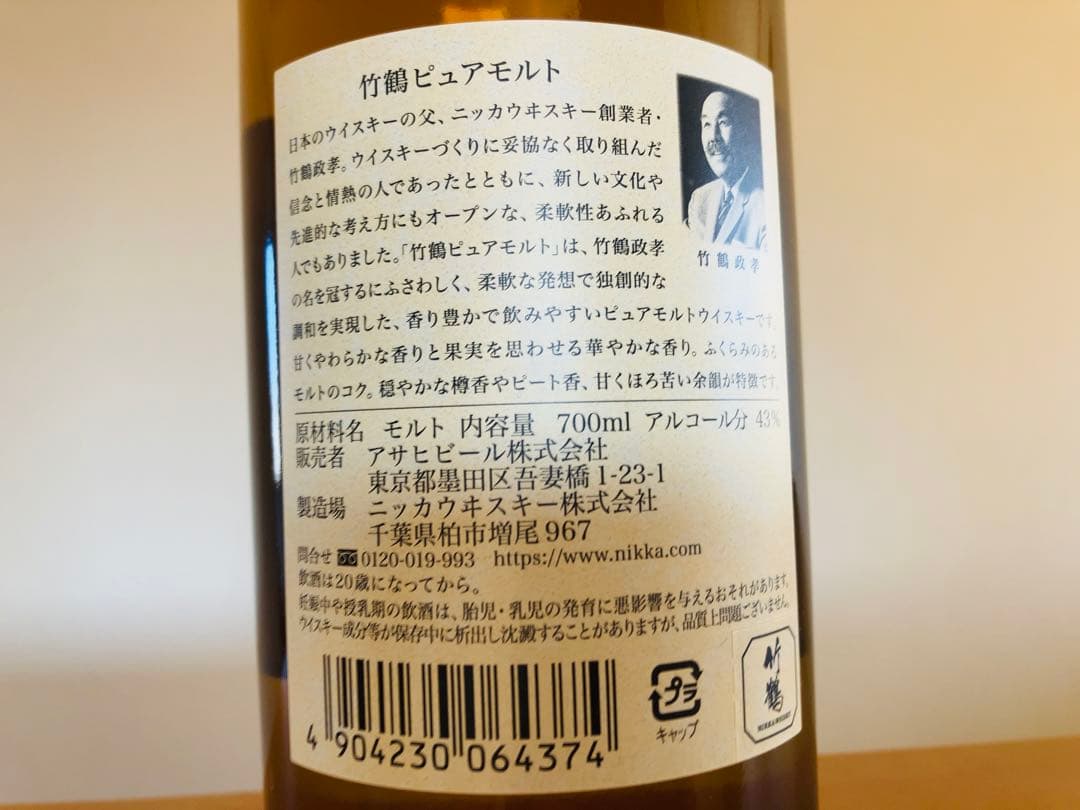 竹鶴ピュアモルト
日本のウイスキーの父、ニッカウヰスキー創業者・
竹鶴政孝。ウイスキーづくりに妥協なく取り組んだ
信念と情熱の人であったとともに、新しい文化や
先進的な考え方にもオープンな、柔軟性あふれる
人でもありました。「竹鶴ピュアモルト」は、竹鶴政孝
の名を冠するにふさわしく、柔軟な発想で独創的な
調和を実現した、香り豊かで飲みやすいピュアモルトウイスキーです。
甘くやわらかな香りと果実を思わせる華やかな香り。ふくらみのある
モルトのコク。穏やかな樽香やピート香、甘くほろ苦い余韻が特徴です。
竹鶴政孝
原材料名 モルト 内容量 700ml アルコール分 43%
販売者 アサヒビール株式会社
東京都墨田区吾妻橋1-23-1
製造場 ニッカウヰスキー株式会社
千葉県柏市増尾967
問合せ 0120-019-993 https://www.nikka.com
飲酒は20歳になってから。
妊娠中や授乳期の飲酒は、胎児・乳児の発育に悪影響を与えるおそれがあります。
ウイスキー成分等が保存中に析出し沈澱することがありますが、品質上問題ございません。
4 904230 064374
プラ
キャップ
竹鶴
NIKKA WHISKY